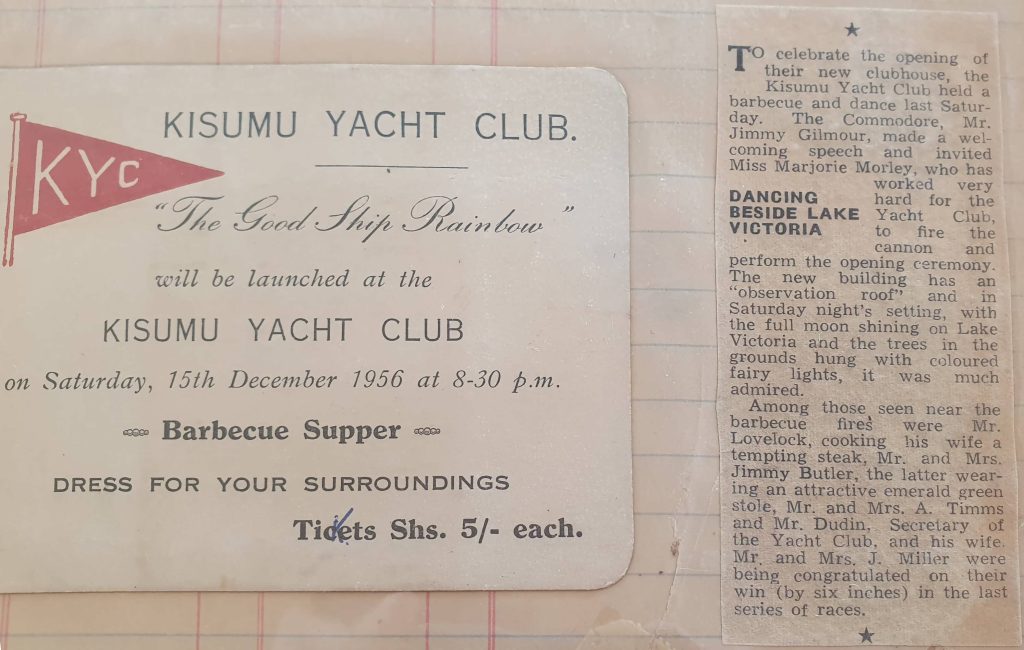 KYC
KISUMU YACHT CLUB.
"The Good Ship Rainbow"
will be launched at the
KISUMU YACHT CLUB
on Saturday, 15th December 1956 at 8-30 p.m.
Barbecue Supper
DRESS FOR YOUR SURROUNDINGS
Tickets Shs. 5/- each.
TO celebrate the opening of
their new clubhouse, the
Kisumu Yacht Club held a
barbecue and dance last Satur-
day. The Commodore, Mr.
Jimmy Gilmour, made a wel-
coming speech and invited
Miss Marjorie Morley, who has
worked very
hard for the
Yacht Club,
to fire the
cannon and
DANCING
BESIDE LAKE
VICTORIA
perform the opening ceremony.
The new building has an
"observation roof" and in
Saturday night's setting, with
the full moon shining on Lake
Victoria and the trees in the
grounds hung with coloured
fairy lights, it was much
admired.
Among those seen near the
barbecue fires were Mr.
Lovelock, cooking his wife a
tempting steak, Mr. and Mrs.
Jimmy Butler, the latter wear-
ing an attractive emerald green
stole, Mr. and Mrs. A. Timms
and Mr. Dudin, Secretary of
the Yacht Club, and his wife.
Mr. and Mrs. J. Miller were
being congratulated on their
win (by six inches) in the last
series of races.